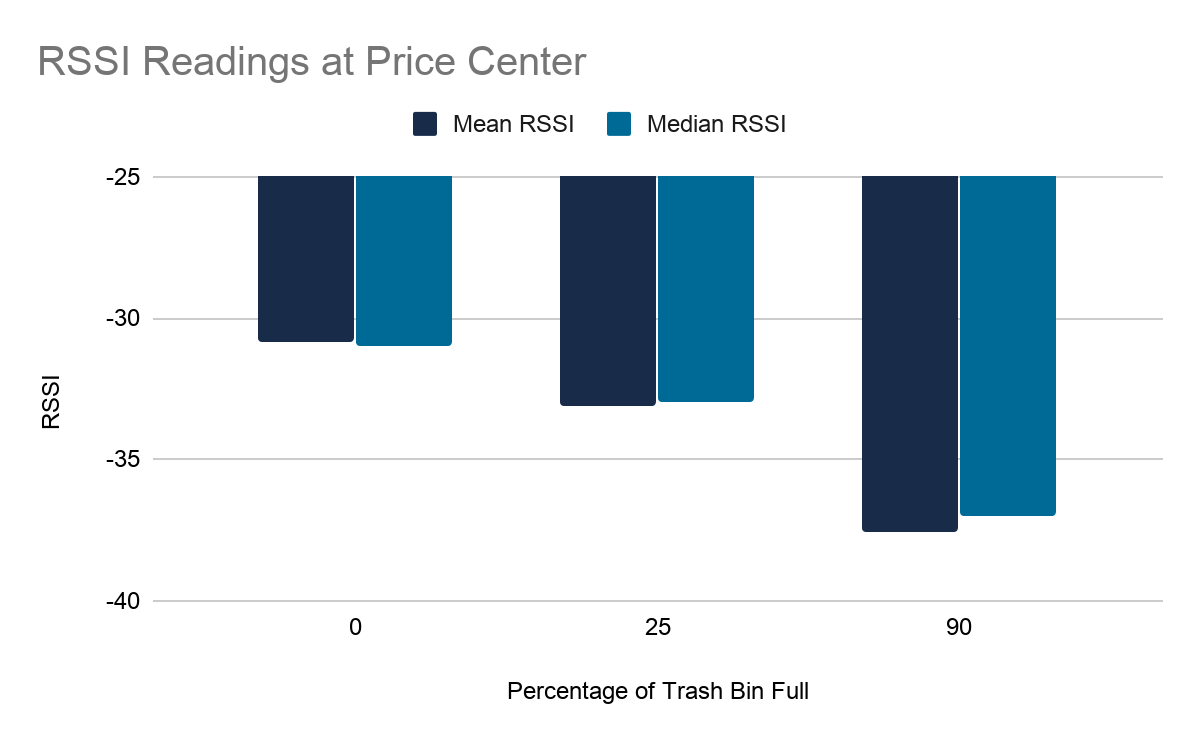 RSSI Readings at Price Center
Mean RSSI Median RSSI
-25
-30
-35
-40
RSSI
0 25 90
Percentage of Trash Bin Full